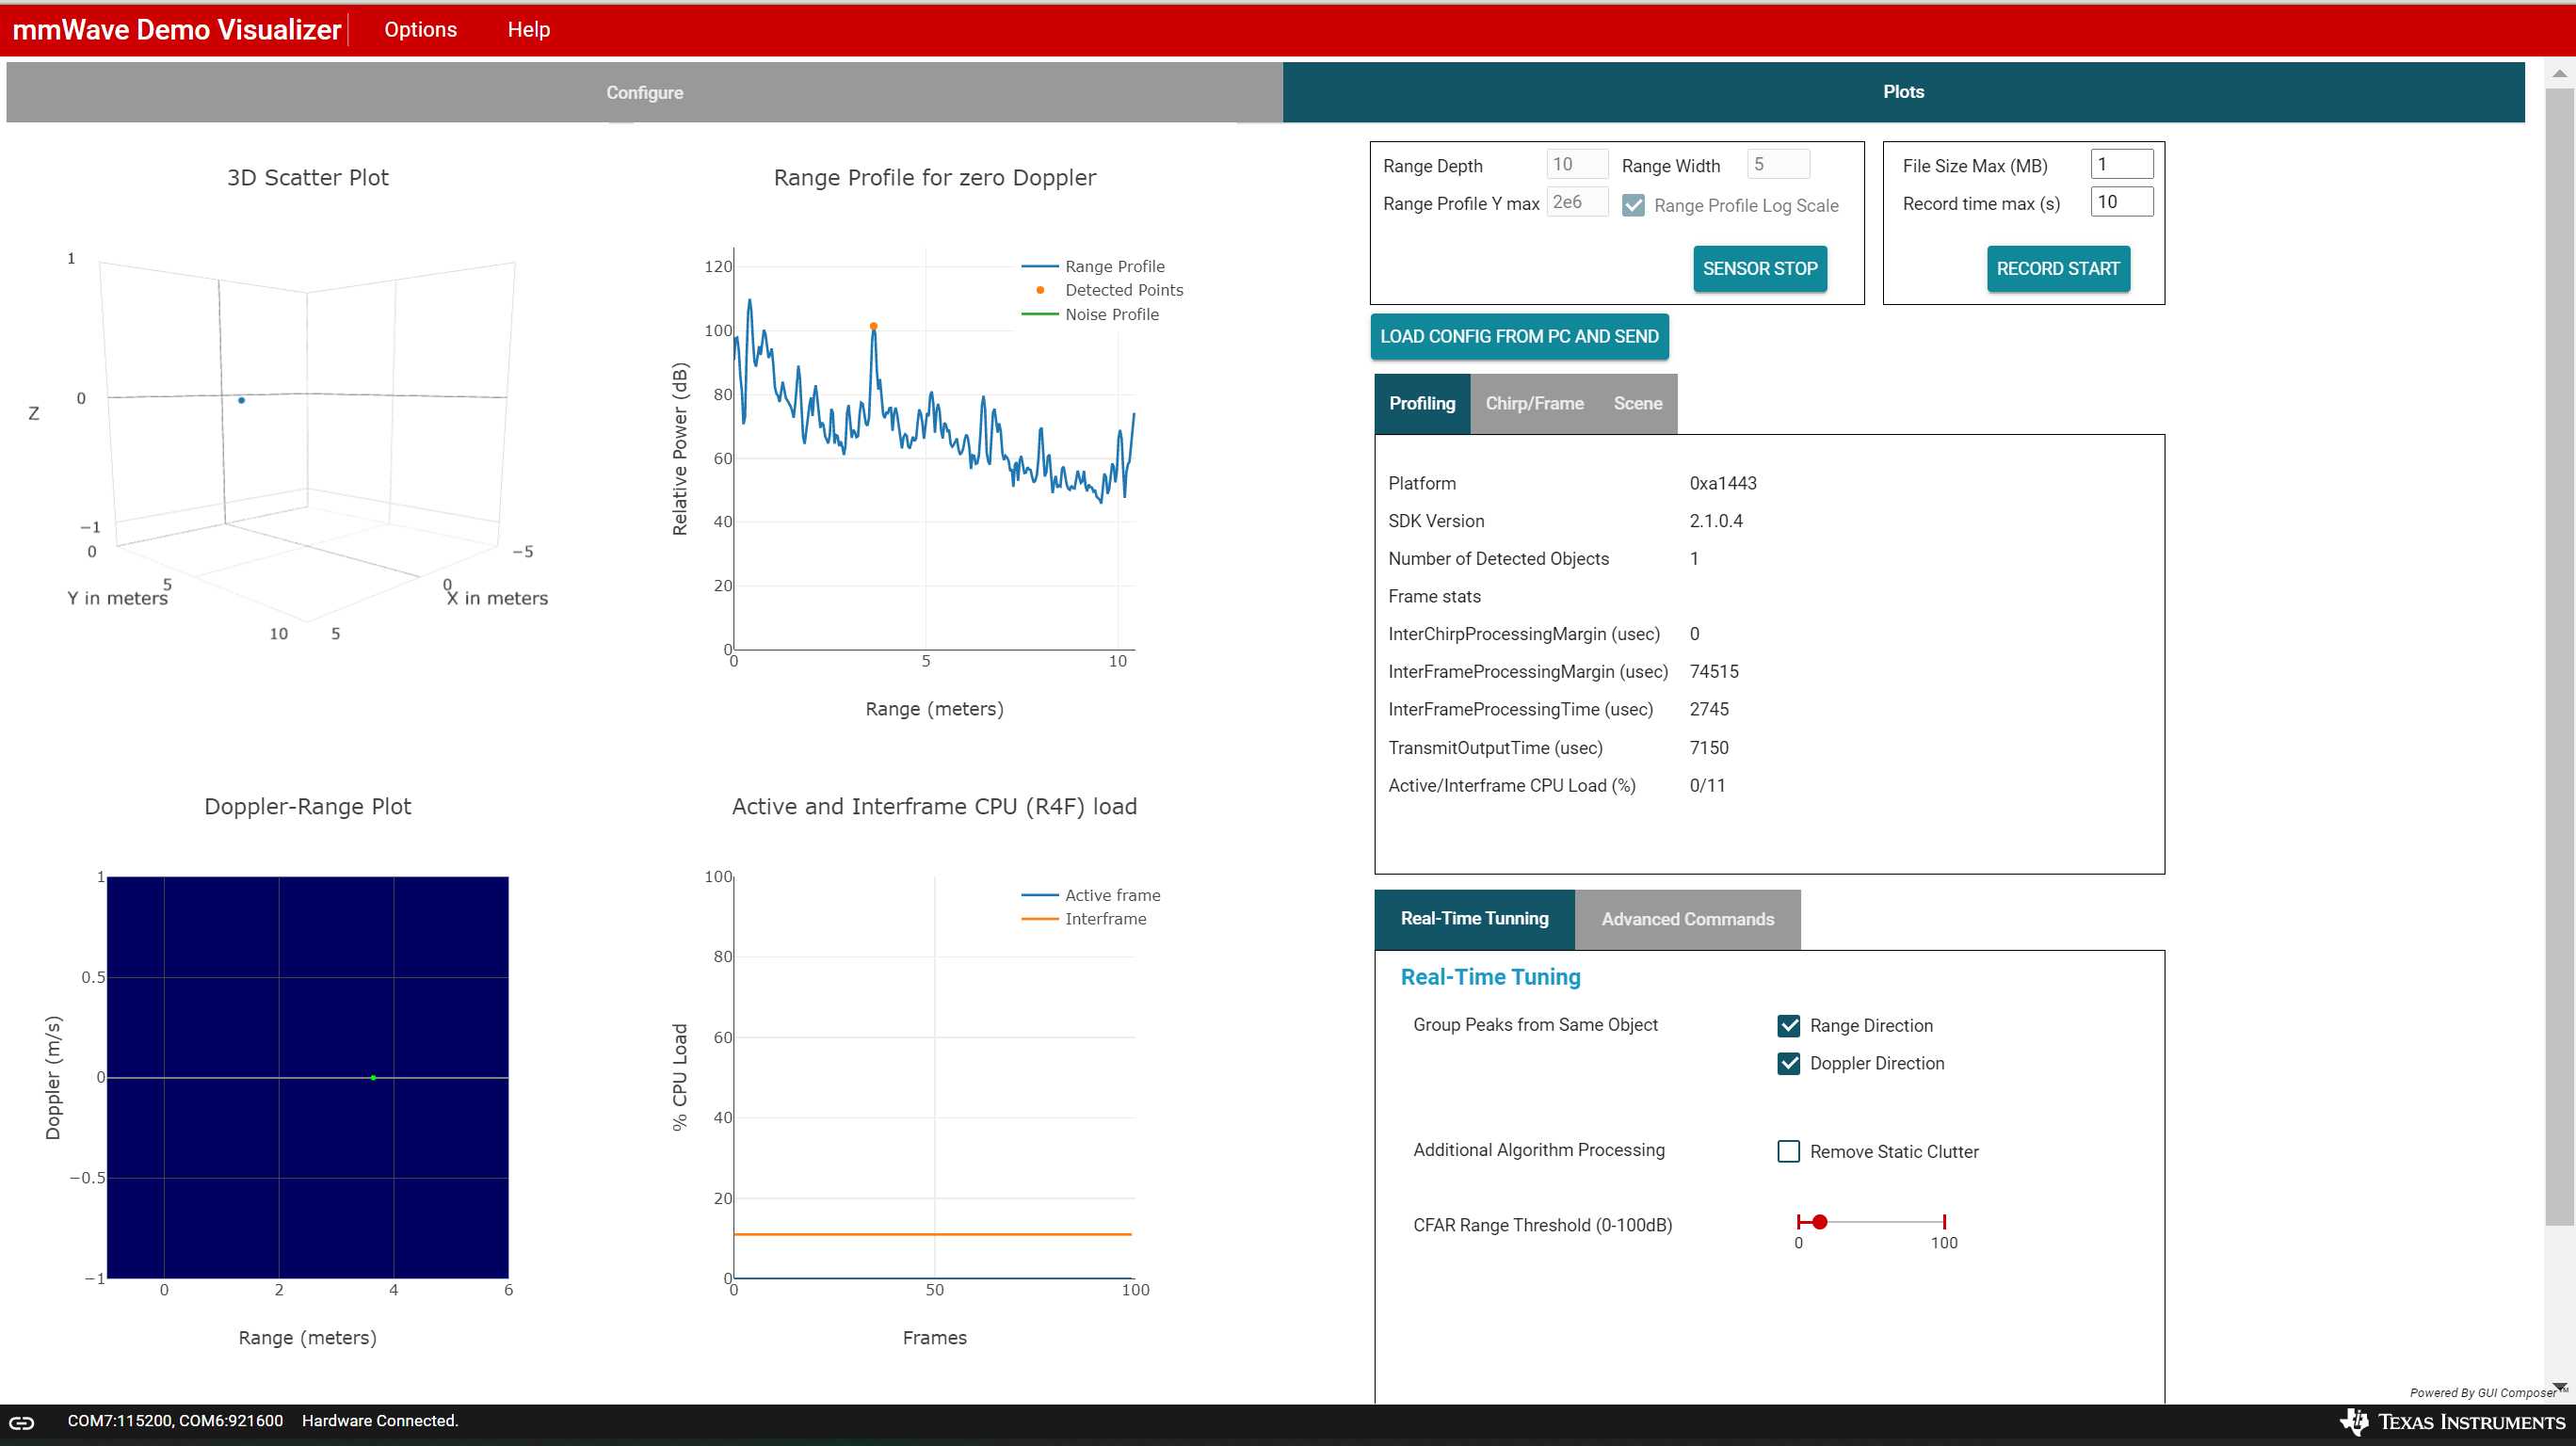 mmWave Demo Visualizer Options Help
Configure Plots
3D Scatter Plot
1
0
Z
−1
0
5
Y in meters
10
5
0
X in meters
−5
Range Profile for zero Doppler
120
100
80
60
40
20
0
Relative Power (dB)
Range Profile
Detected Points
Noise Profile
0 5 10
Range (meters)
Doppler-Range Plot
1
0.5
0
−0.5
−1
Doppler (m/s)
0 2 4 6
Range (meters)
Active and Interframe CPU (R4F) load
100
80
60
40
20
0
% CPU Load
Active frame
Interframe
0 50 100
Frames
Range Depth 10 Range Width 5
Range Profile Y max 2e6 Range Profile Log Scale
SENSOR STOP
File Size Max (MB) 1
Record time max (s) 10
RECORD START
LOAD CONFIG FROM PC AND SEND
Profiling Chirp/Frame Scene
Platform 0xa1443
SDK Version 2.1.0.4
Number of Detected Objects 1
Frame stats
InterChirpProcessingMargin (usec) 0
InterFrameProcessingMargin (usec) 74515
InterFrameProcessingTime (usec) 2745
TransmitOutputTime (usec) 7150
Active/Interframe CPU Load (%) 0/11
Real-Time Tunning Advanced Commands
Real-Time Tuning
Group Peaks from Same Object Range Direction
Doppler Direction
Additional Algorithm Processing Remove Static Clutter
CFAR Range Threshold (0-100dB)
0 100
Powered By GUI Composer™
COM7:115200, COM6:921600 Hardware Connected.
TEXAS INSTRUMENTS